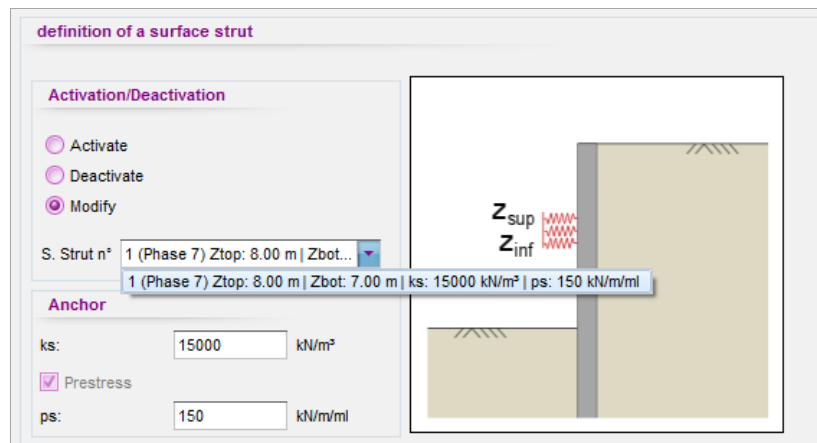 definition of a surface strut
Activation/Deactivation
Activate
Deactivate
Modify
S. Strut n° 1 (Phase 7) Ztop: 8.00 m | Zbot...
1 (Phase 7) Ztop: 8.00 m | Zbot: 7.00 m | ks: 15000 kN/m³ | ps: 150 kN/m/ml
Anchor
ks: 15000 kN/m³
Prestress
ps: 150 kN/m/ml
Zsup
Zinf